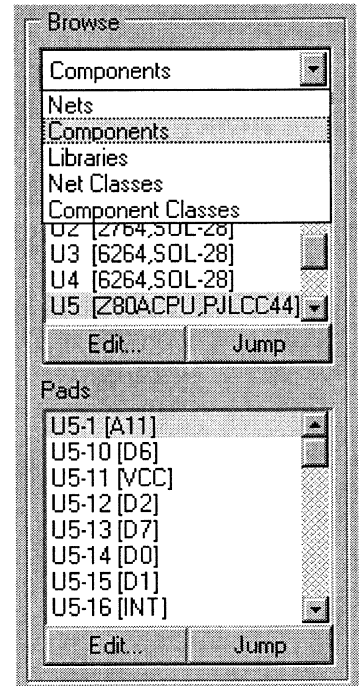 Browse
Components
Nets
Components
Libraries
Net Classes
Component Classes
U2 [2764,SOL-28]
U3 [6264,SOL-28]
U4 [6264,SOL-28]
U5 [Z80ACPU,PJLCC44]
Edit... Jump
Pads
U5-1 [A11]
U5-10 [D6]
U5-11 [VCC]
U5-12 [D2]
U5-13 [D7]
U5-14 [D0]
U5-15 [D1]
U5-16 [INT]
Edit... Jump